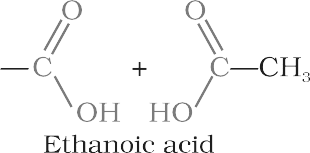 O O
C + C CH₃
OH HO
Ethanoic acid